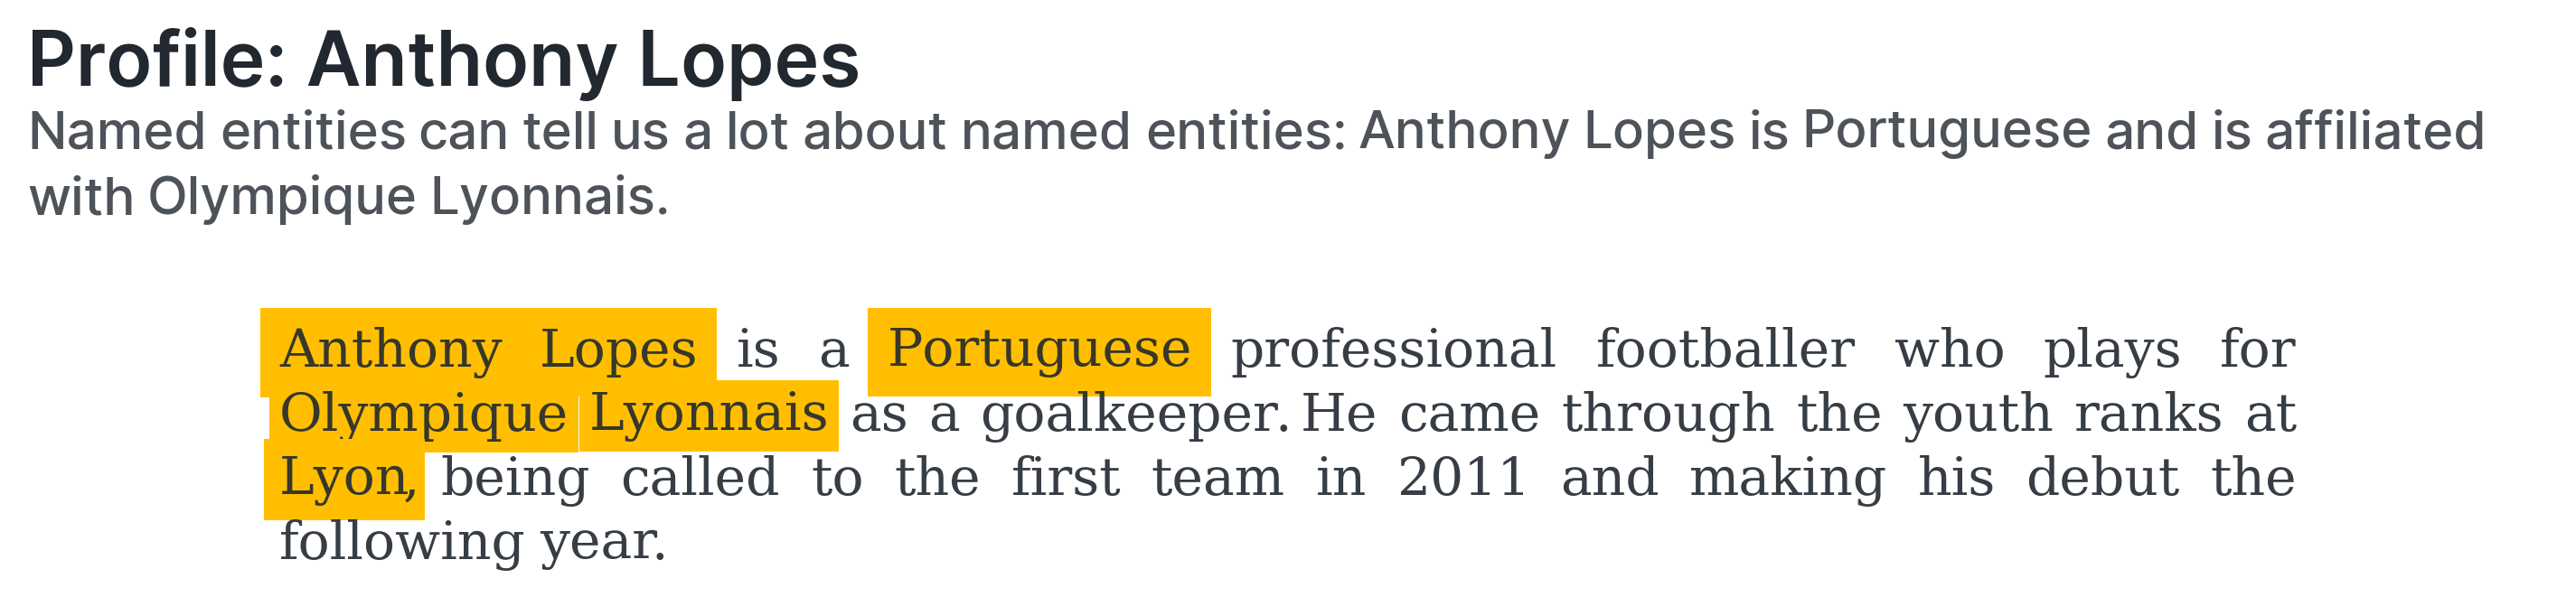 Profile: Anthony Lopes
Named entities can tell us a lot about named entities: Anthony Lopes is Portuguese and is affiliated
with Olympique Lyonnais.
Anthony Lopes is a Portuguese professional footballer who plays for
Olympique Lyonnais as a goalkeeper. He came through the youth ranks at
Lyon, being called to the first team in 2011 and making his debut the
following year.